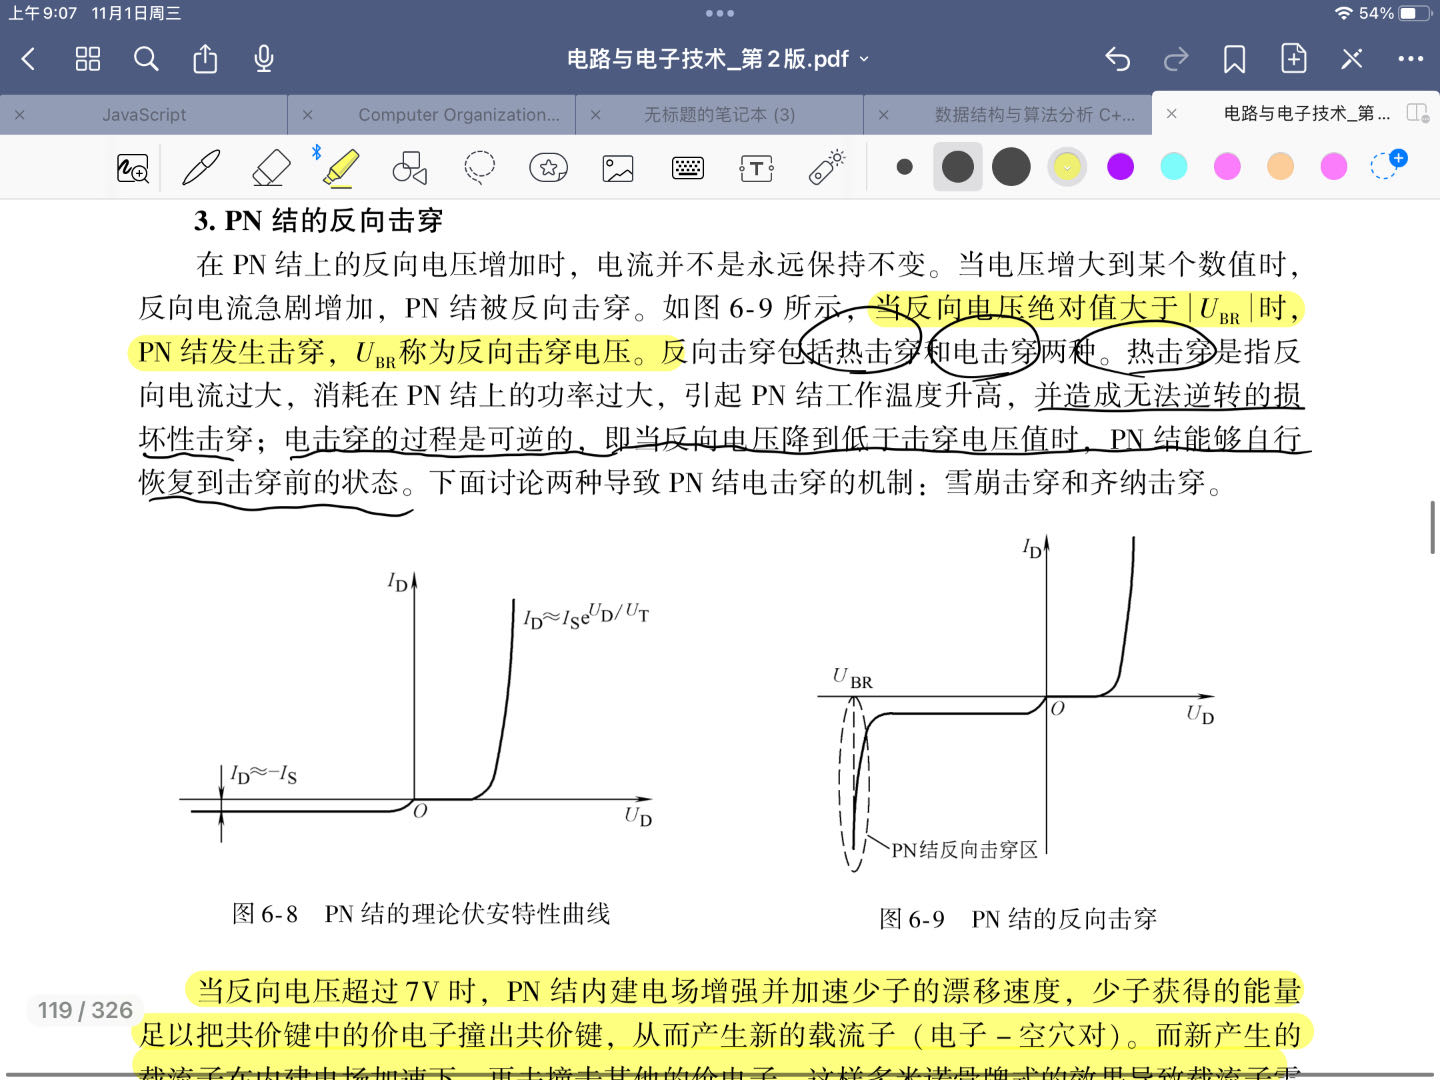 上午9:07 11月1日周三
54%
电路与电子技术_第2版.pdf
JavaScript
Computer Organization...
无标题的笔记本 (3)
数据结构与算法分析 C+...
电路与电子技术_第...
T
3. PN 结的反向击穿
在 PN 结上的反向电压增加时，电流并不是永远保持不变。当电压增大到某个数值时，
反向电流急剧增加，PN 结被反向击穿。如图 6-9 所示，当反向电压绝对值大于|UBR|时，
PN 结发生击穿，UBR称为反向击穿电压。反向击穿包括热击穿和电击穿两种。热击穿是指反
向电流过大，消耗在 PN 结上的功率过大，引起 PN 结工作温度升高，并造成无法逆转的损
坏性击穿；电击穿的过程是可逆的，即当反向电压降到低于击穿电压值时，PN 结能够自行
恢复到击穿前的状态。下面讨论两种导致 PN 结电击穿的机制：雪崩击穿和齐纳击穿。
ID
ID≈ISeUD/UT
ID≈-IS
O
UD
ID
UBR
O
UD
PN结反向击穿区
图 6-8 PN 结的理论伏安特性曲线
图 6-9 PN 结的反向击穿
当反向电压超过 7V 时，PN 结内建电场增强并加速少子的漂移速度，少子获得的能量
足以把共价键中的价电子撞出共价键，从而产生新的载流子（电子－空穴对）。而新产生的
载流子在内建电场加速下，再去撞击其他的价电子，这样多米诺骨牌式的效果导致载流子需
119 / 326